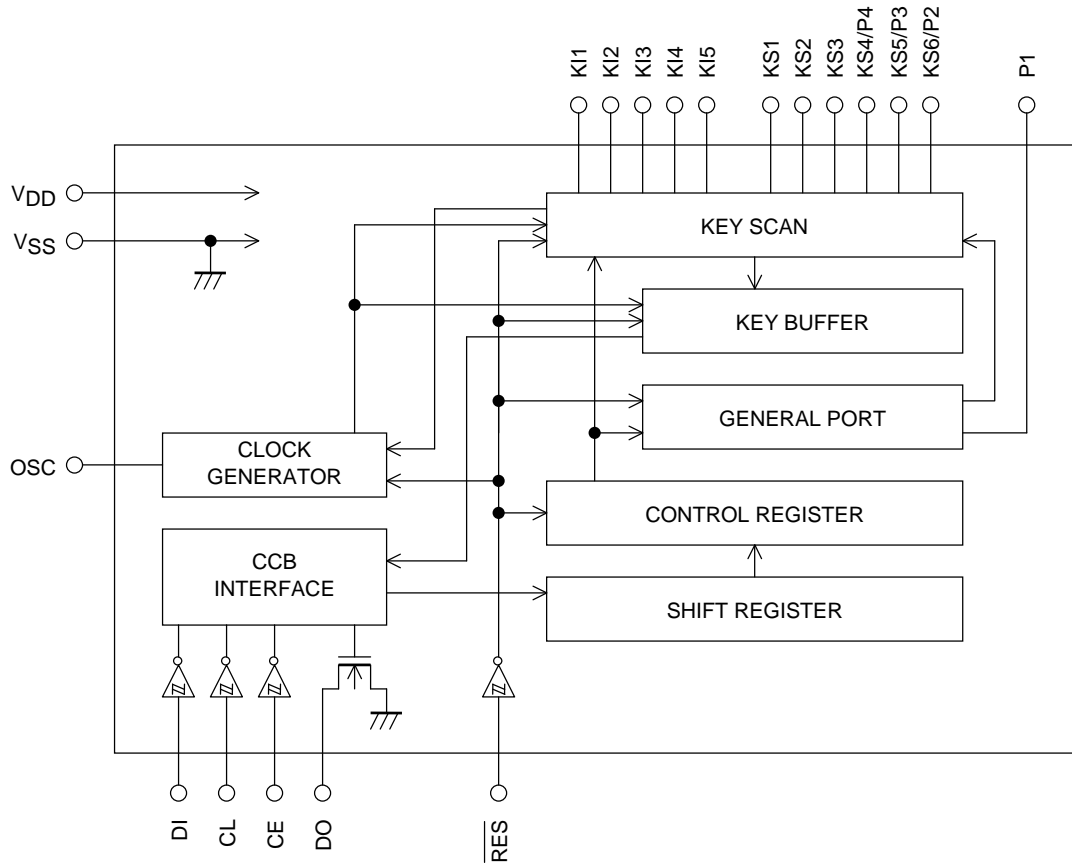 KI1
KI2
KI3
KI4
KI5
KS1
KS2
KS3
KS4/P4
KS5/P3
KS6/P2
P1
VDD
VSS
KEY SCAN
KEY BUFFER
GENERAL PORT
OSC
CLOCK
GENERATOR
CONTROL REGISTER
CCB
INTERFACE
SHIFT REGISTER
DI
CL
CE
DO
RES